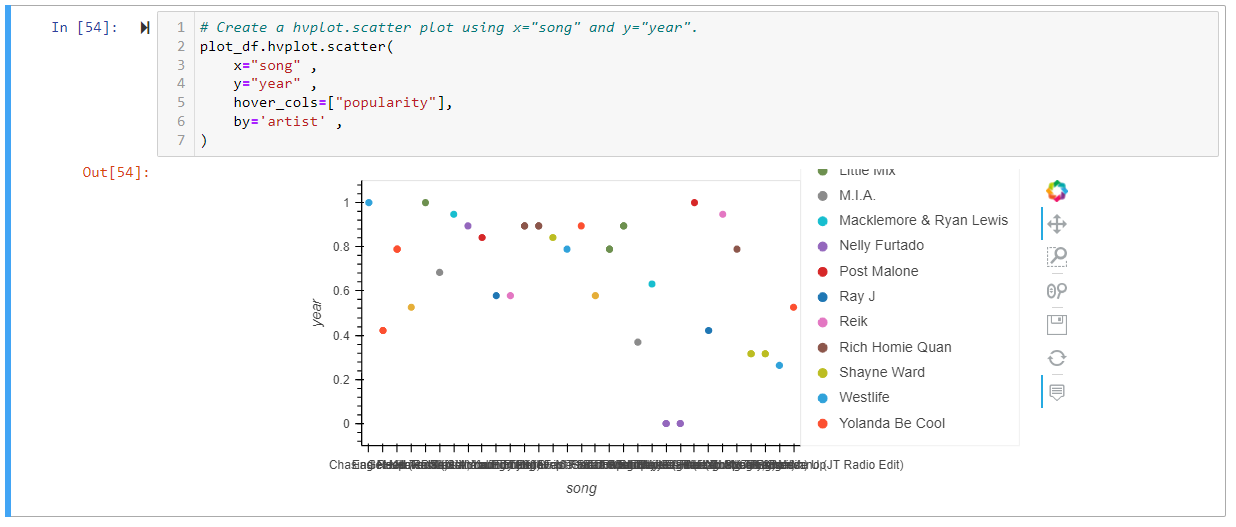 In [54]:
1 # Create a hvplot.scatter plot using x="song" and y="year".
2 plot_df.hvplot.scatter(
3 x="song" ,
4 y="year" ,
5 hover_cols=["popularity"],
6 by='artist' ,
7 )
Out[54]:
Little Mix
M.I.A.
Macklemore & Ryan Lewis
Nelly Furtado
Post Malone
Ray J
Reik
Rich Homie Quan
Shayne Ward
Westlife
Yolanda Be Cool
1
0.8
0.6
0.4
0.2
0
year
(JT Radio Edit)
song